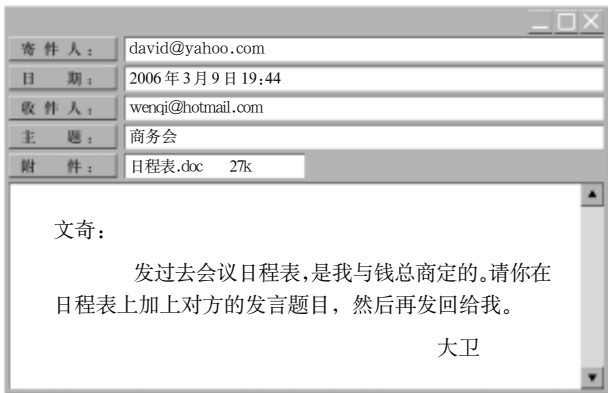 寄件人： david@yahoo.com
日 期： 2006年3月9日19:44
收件人： wenqi@hotmail.com
主 题： 商务会
附 件： 日程表.doc 27k
文奇：
发过去会议日程表，是我与钱总商定的。请你在
日程表上加上对方的发言题目，然后再发回给我。
大卫